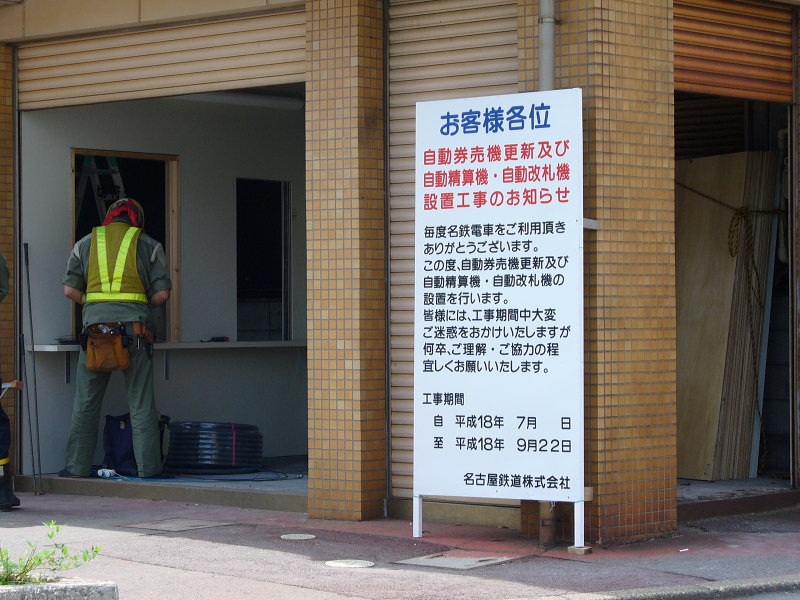 お客様各位
自動券売機更新及び
自動精算機・自動改札機
設置工事のお知らせ
毎度名鉄電車をご利用頂き
ありがとうございます。
この度、自動券売機更新及び
自動精算機・自動改札機の
設置を行います。
皆様には、工事期間中大変
ご迷惑をおかけいたしますが
何卒、ご理解・ご協力の程
宜しくお願いいたします。
工事期間
自 平成18年 7月 日
至 平成18年 9月22日
名古屋鉄道株式会社